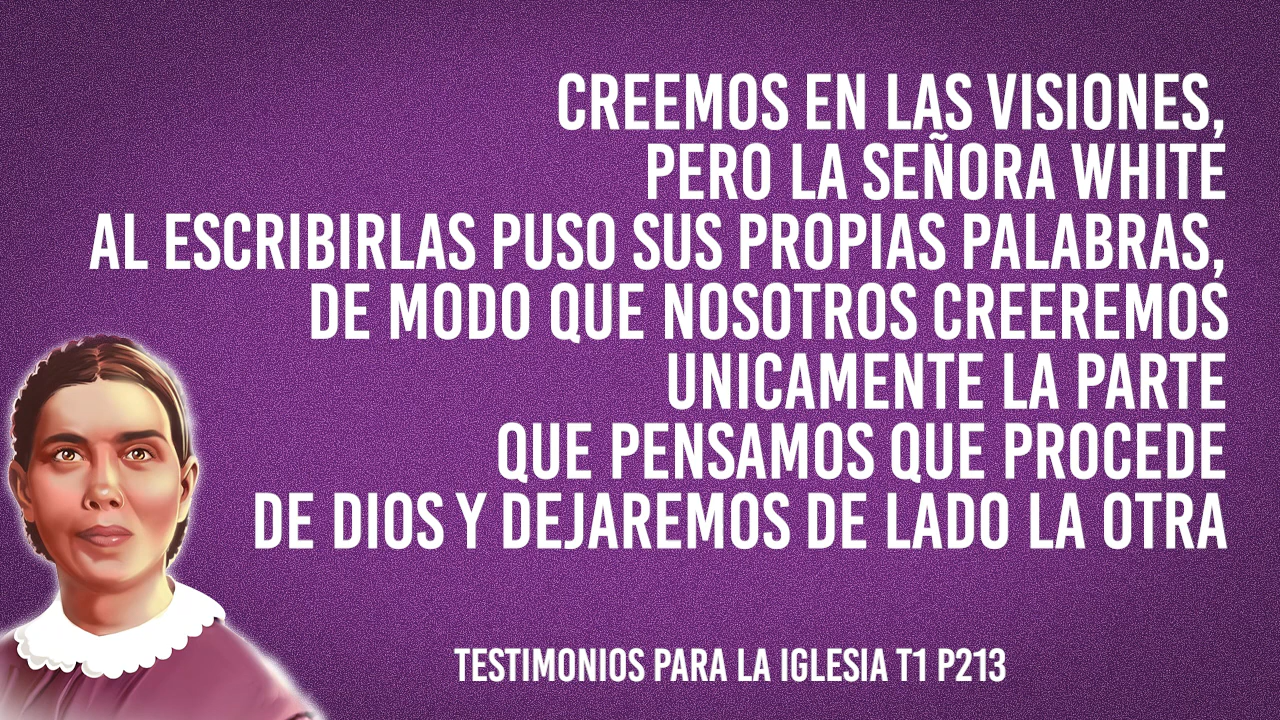 CREEMOS EN LAS VISIONES,
PERO LA SEÑORA WHITE
AL ESCRIBIRLAS PUSO SUS PROPIAS PALABRAS,
DE MODO QUE NOSOTROS CREEREMOS
UNICAMENTE LA PARTE
QUE PENSAMOS QUE PROCEDE
DE DIOS Y DEJAREMOS DE LADO LA OTRA
TESTIMONIOS PARA LA IGLESIA T1 P213